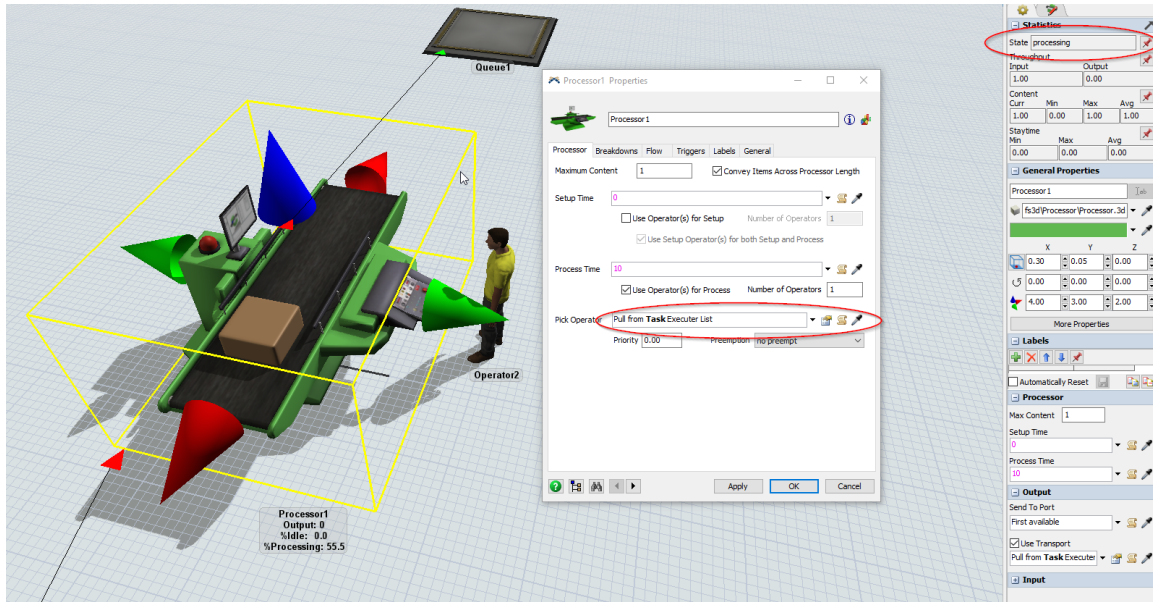 Queue1
Operator2
Processor1
Output: 0
%Idle: 0.0
%Processing: 55.5
Processor1 Properties
Processor1
Processor Breakdowns Flow Triggers Labels General
Maximum Content 1 Convey Items Across Processor Length
Setup Time 0
Use Operator(s) for Setup Number of Operators 1
Use Setup Operator(s) for both Setup and Process
Process Time 10
Use Operator(s) for Process Number of Operators 1
Pick Operator Pull from Task Executer List
Priority 0.00 Preemption no preempt
Apply OK Cancel
Statistics
State processing
Throughput
Input Output
1.00 0.00
Content
Curr Min Max Avg
1.00 0.00 1.00 1.00
Staytime
Min Max Avg
0.00 0.00 0.00
General Properties
Processor1
fs3d\Processor\Processor.3d
X Y Z
0.30 0.05 0.00
0.00 0.00 0.00
4.00 3.00 2.00
More Properties
Labels
Automatically Reset
Processor
Max Content 1
Setup Time
0
Process Time
10
Output
Send To Port
First available
Use Transport
Pull from Task Executer
Input